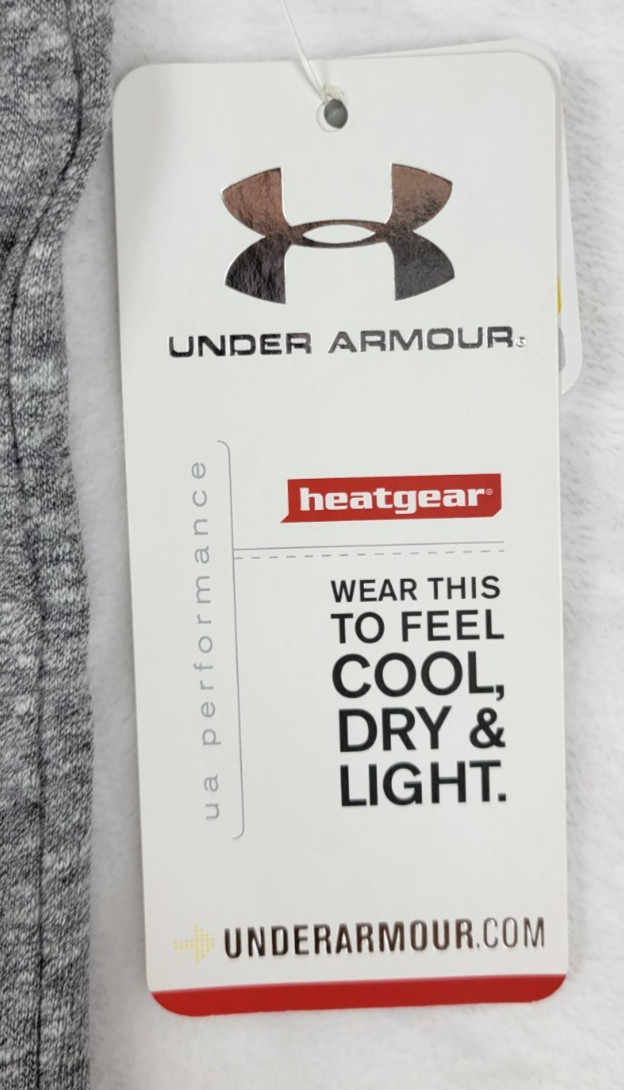 UNDER ARMOUR
heatgear®
ua performance
WEAR THIS
TO FEEL
COOL,
DRY &
LIGHT.
UNDERARMOUR.COM